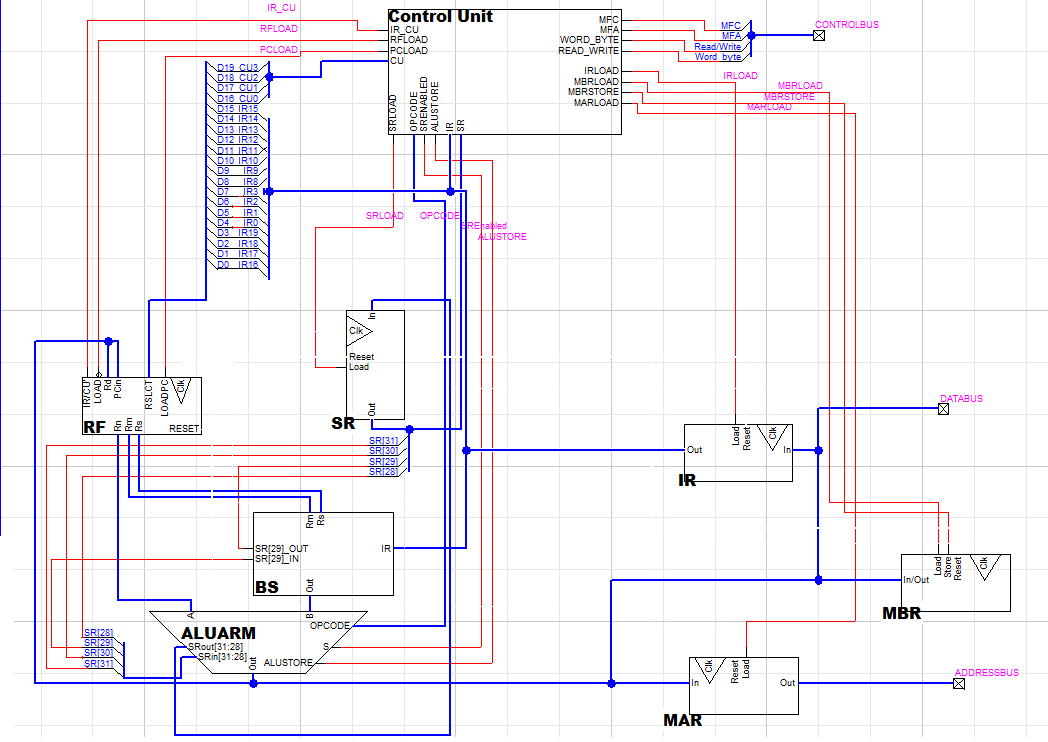 IR_CU
RFLOAD
PCLOAD
Control Unit
IR_CU
RFLOAD
PCLOAD
CU
SRLOAD
OPCODE
SRENABLED
ALUSTORE
IR
SR
MFC
MFA
WORD_BYTE
READ_WRITE
IRLOAD
MBRLOAD
MBRSTORE
MARLOAD
MFC
MFA
Read/Write
Word_byte
CONTROLBUS
IRLOAD
MBRLOAD
MBRSTORE
MARLOAD
D19 CU3
D18 CU2
D17 CU1
D16 CU0
D15 IR15
D14 IR14
D13 IR13
D12 IR12
D11 IR11
D10 IR10
D9 IR9
D8 IR8
D7 IR3
D6 IR2
D5 IR1
D4 IR0
D3 IR19
D2 IR18
D1 IR17
D0 IR16
SRLOAD
OPCODE
SREnabled
ALUSTORE
In
Clk
Reset
Load
Out
SR
IR/CU
LOAD
Rd
PCin
RSLCT
LOADPC
Clk
Rn
Rm
Rs
RESET
RF
SR[31]
SR[30]
SR[29]
SR[28]
DATABUS
Load
Reset
Clk
Out
In
IR
Rm
Rs
SR[29]_OUT
SR[29]_IN
IR
Out
BS
Load
Store
Reset
Clk
In/Out
MBR
A
B
OPCODE
ALUARM
SRout[31:28]
SRin[31:28]
S
ALUSTORE
Out
SR[28]
SR[29]
SR[30]
SR[31]
Clk
Reset
Load
In
Out
MAR
ADDRESSBUS